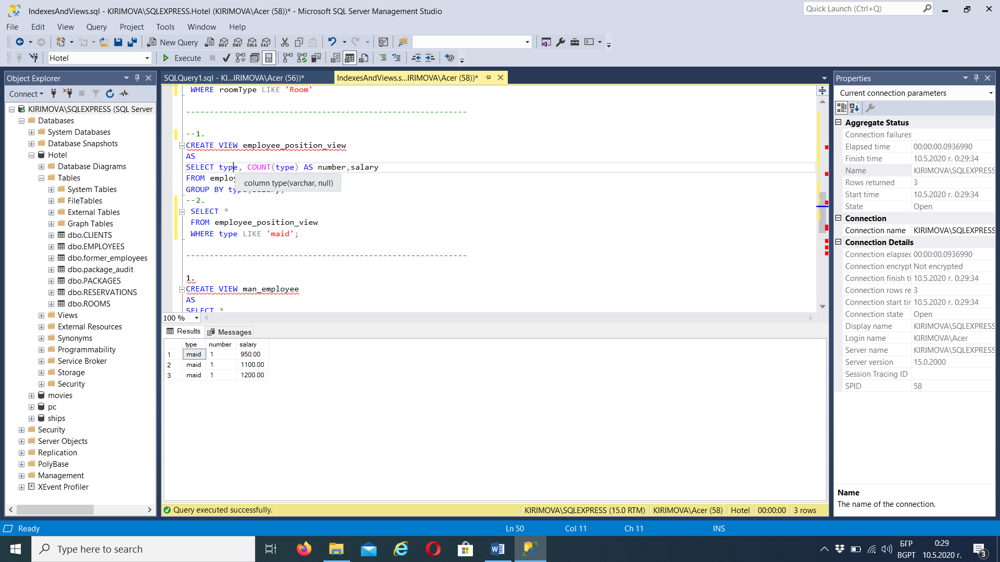 IndexesAndViews.sql - KIRIMOVA\SQLEXPRESS.Hotel (KIRIMOVA\Acer (58))* - Microsoft SQL Server Management Studio
Quick Launch (Ctrl+Q)
File Edit View Query Project Tools Window Help
New Query
MDX DMX XMLA DAX
Hotel
Execute
Object Explorer
Connect
KIRIMOVA\SQLEXPRESS (SQL Server
Databases
System Databases
Database Snapshots
Hotel
Database Diagrams
Tables
System Tables
FileTables
External Tables
Graph Tables
dbo.CLIENTS
dbo.EMPLOYEES
dbo.former_employees
dbo.package_audit
dbo.PACKAGES
dbo.RESERVATIONS
dbo.ROOMS
Views
External Resources
Synonyms
Programmability
Service Broker
Storage
Security
movies
pc
ships
Security
Server Objects
Replication
PolyBase
Management
XEvent Profiler
SQLQuery1.sql - KI...IRIMOVA\Acer (56))*
IndexesAndViews.s...IRIMOVA\Acer (58))*
WHERE roomType LIKE 'Room'
------------------------------------------------------------
--1.
CREATE VIEW employee_position_view
AS
SELECT type, COUNT(type) AS number,salary
FROM emplo
column type(varchar, null)
GROUP BY type,salary;
--2.
SELECT *
FROM employee_position_view
WHERE type LIKE 'maid';
------------------------------------------------------------
1.
CREATE VIEW man_employee
AS
SELECT *
100 %
Results Messages
type number salary
1 maid 1 950.00
2 maid 1 1100.00
3 maid 1 1200.00
Query executed successfully.
KIRIMOVA\SQLEXPRESS (15.0 RTM) KIRIMOVA\Acer (58) Hotel 00:00:00 3 rows
Properties
Current connection parameters
Aggregate Status
Connection failures
Elapsed time 00:00:00.0936990
Finish time 10.5.2020 г. 0:29:34
Name KIRIMOVA\SQLEXPRESS
Rows returned 3
Start time 10.5.2020 г. 0:29:34
State Open
Connection
Connection name KIRIMOVA\SQLEXPRESS
Connection Details
Connection elapsec 00:00:00.0936990
Connection encrypt Not encrypted
Connection finish ti 10.5.2020 г. 0:29:34
Connection rows re 3
Connection start tir 10.5.2020 г. 0:29:34
Connection state Open
Display name KIRIMOVA\SQLEXPRESS
Login name KIRIMOVA\Acer
Server name KIRIMOVA\SQLEXPRESS
Server version 15.0.2000
Session Tracing ID
SPID 58
Name
The name of the connection.
Ready Ln 50 Col 11 Ch 11 INS
Type here to search
БГР
BGPT
0:29
10.5.2020 г.
3